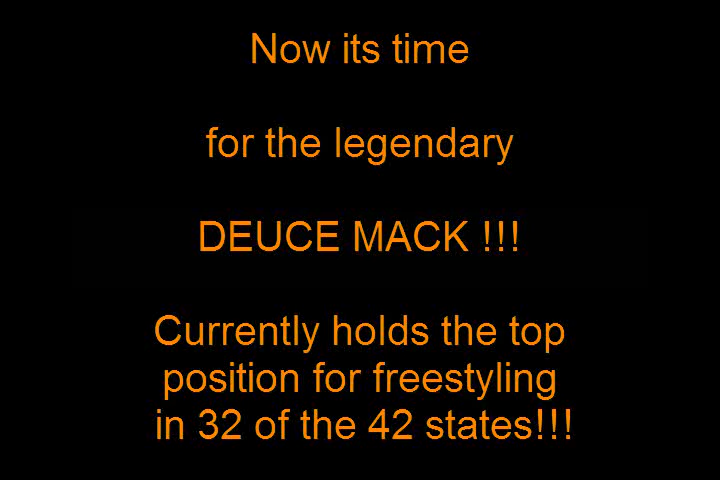 Now its time
for the legendary
DEUCE MACK !!!
Currently holds the top
position for freestyling
in 32 of the 42 states!!!